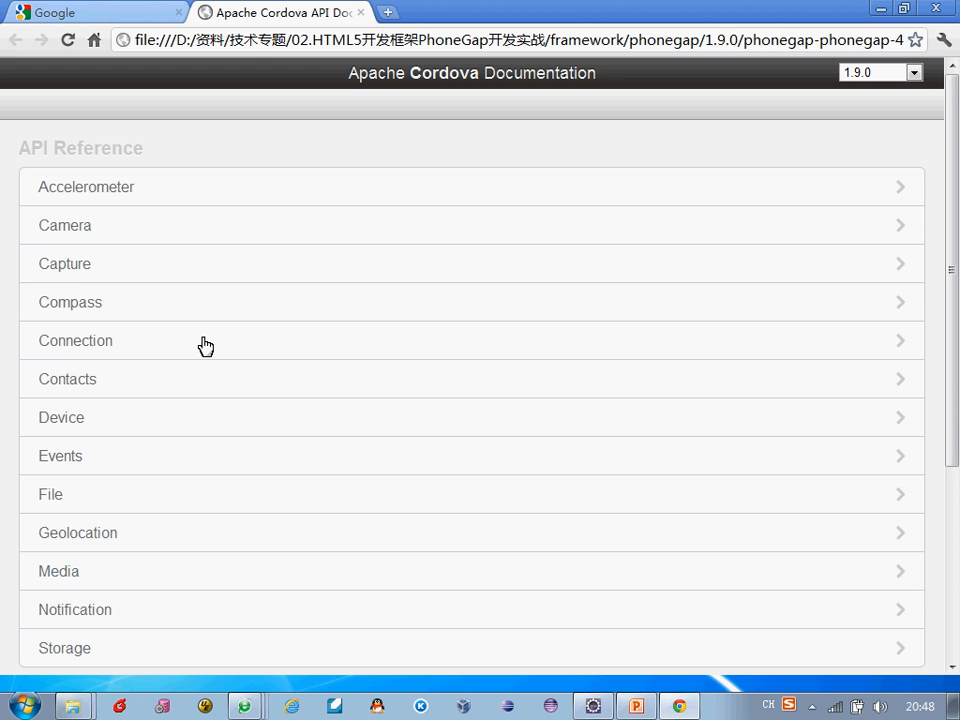 Google
Apache Cordova API Doc
file:///D:/资料/技术专题/02.HTML5开发框架PhoneGap开发实战/framework/phonegap/1.9.0/phonegap-phonegap-4
Apache Cordova Documentation
1.9.0
API Reference
Accelerometer
Camera
Capture
Compass
Connection
Contacts
Device
Events
File
Geolocation
Media
Notification
Storage
CH
20:48